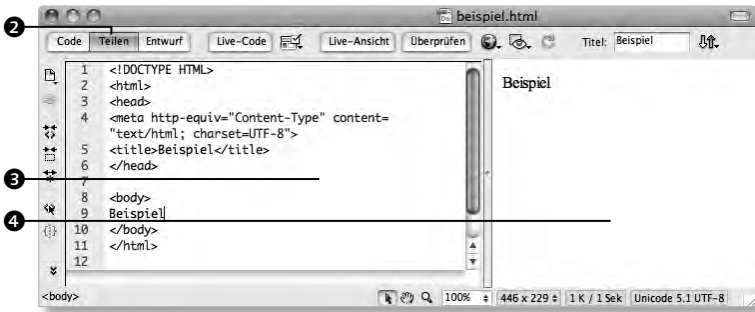 beispiel.html
❷
Code Teilen Entwurf Live-Code Live-Ansicht Überprüfen Titel: Beispiel
1 <!DOCTYPE HTML>
2 <html>
3 <head>
4 <meta http-equiv="Content-Type" content=
"text/html; charset=UTF-8">
5 <title>Beispiel</title>
6 </head>
❸
7
8 <body>
9 Beispiel
❹
10 </body>
11 </html>
12
Beispiel
<body> 100% 446 x 229 1 K / 1 Sek Unicode 5.1 UTF-8